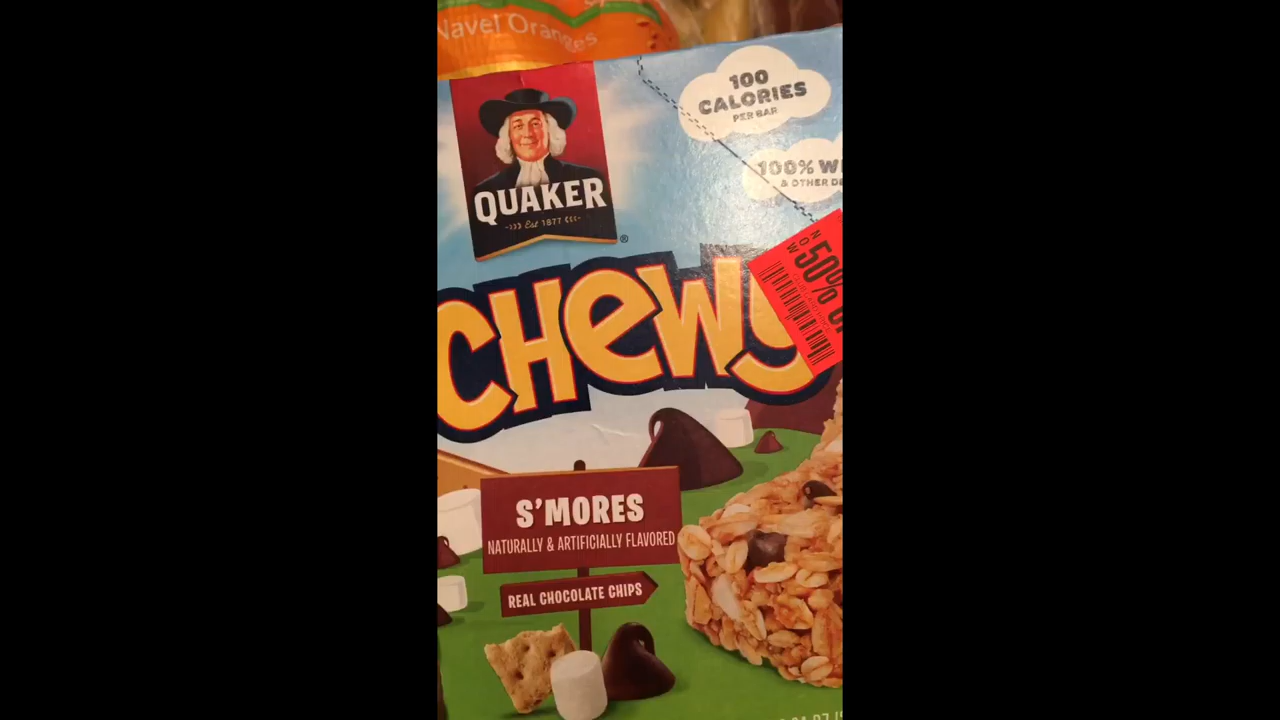 Navel Oranges
100
CALORIES
PER BAR
100% W
& OTHER
QUAKER
Est 1877
®
CHEWY
NOW
50%
S'MORES
NATURALLY & ARTIFICIALLY FLAVORED
REAL CHOCOLATE CHIPS